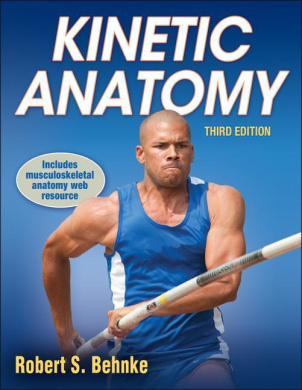 KINETIC
ANATOMY
THIRD EDITION
Includes
musculoskeletal
anatomy web
resource
Robert S. Behnke